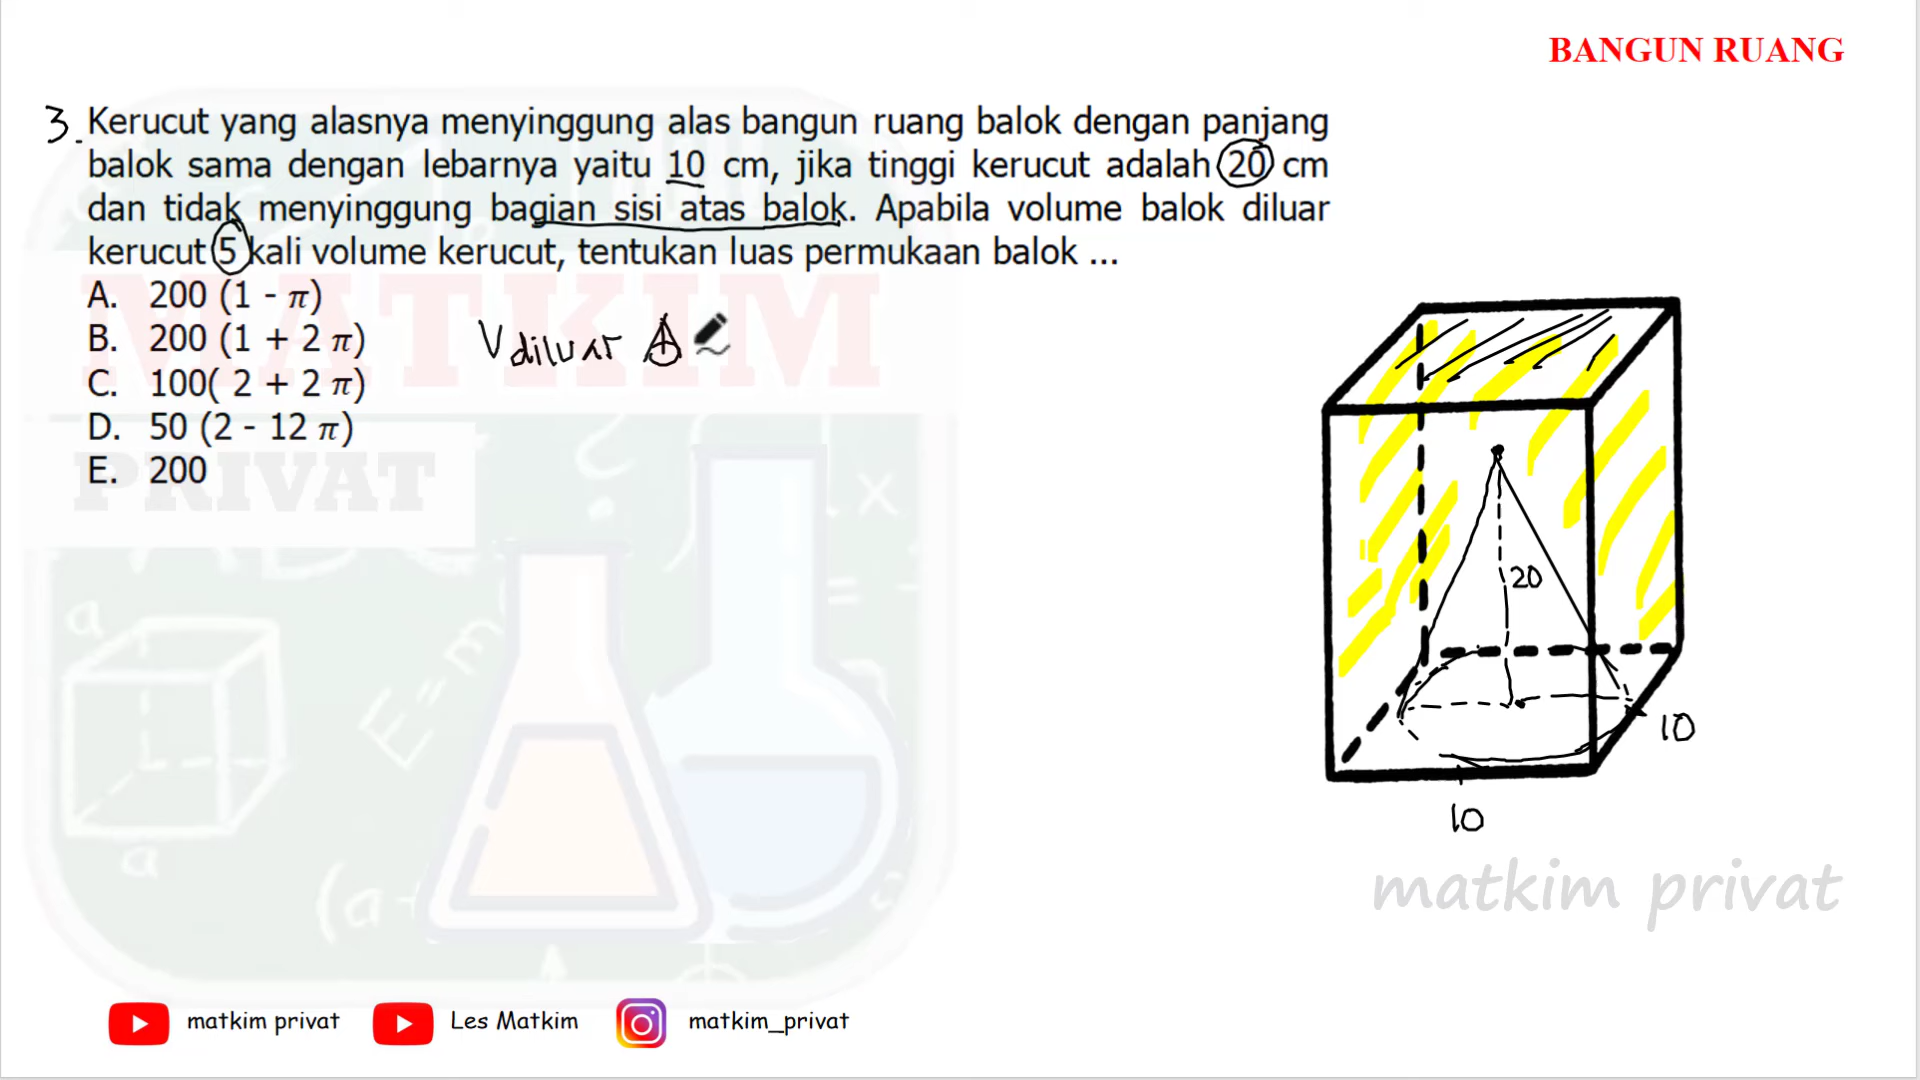 BANGUN RUANG
3. Kerucut yang alasnya menyinggung alas bangun ruang balok dengan panjang
balok sama dengan lebarnya yaitu 10 cm, jika tinggi kerucut adalah 20 cm
dan tidak menyinggung bagian sisi atas balok. Apabila volume balok diluar
kerucut 5 kali volume kerucut, tentukan luas permukaan balok ...
A. 200 (1 - π)
B. 200 (1 + 2 π)
C. 100( 2 + 2 π)
D. 50 (2 - 12 π)
E. 200
V diluar
20
10
10
MATKIM
PRIVAT
a
a
E=m
(a+
x
=
matkim privat
matkim privat
Les Matkim
matkim_privat